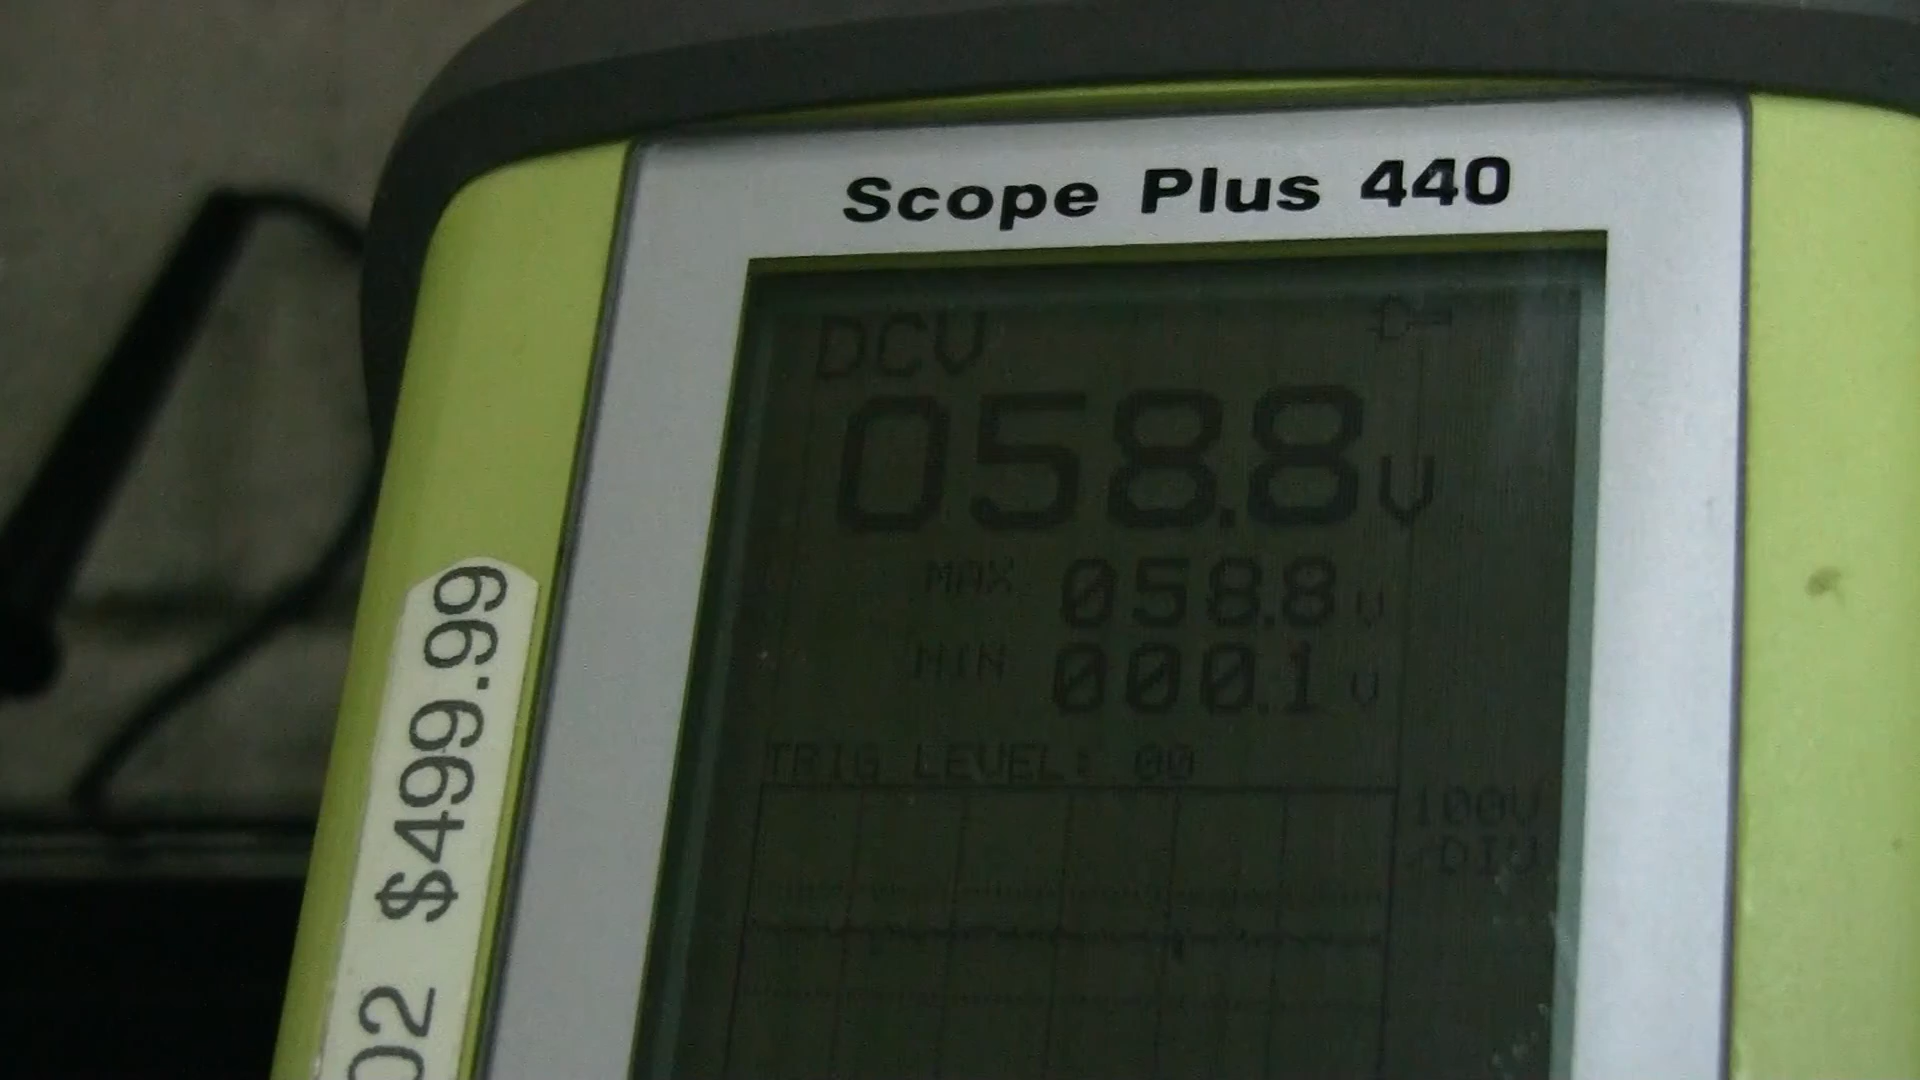 Scope Plus 440
DCV
058.8 V
MAX 058.8 V
MIN 000.1 V
TRIG LEVEL: 00
100V
/DIV
02 $499.99